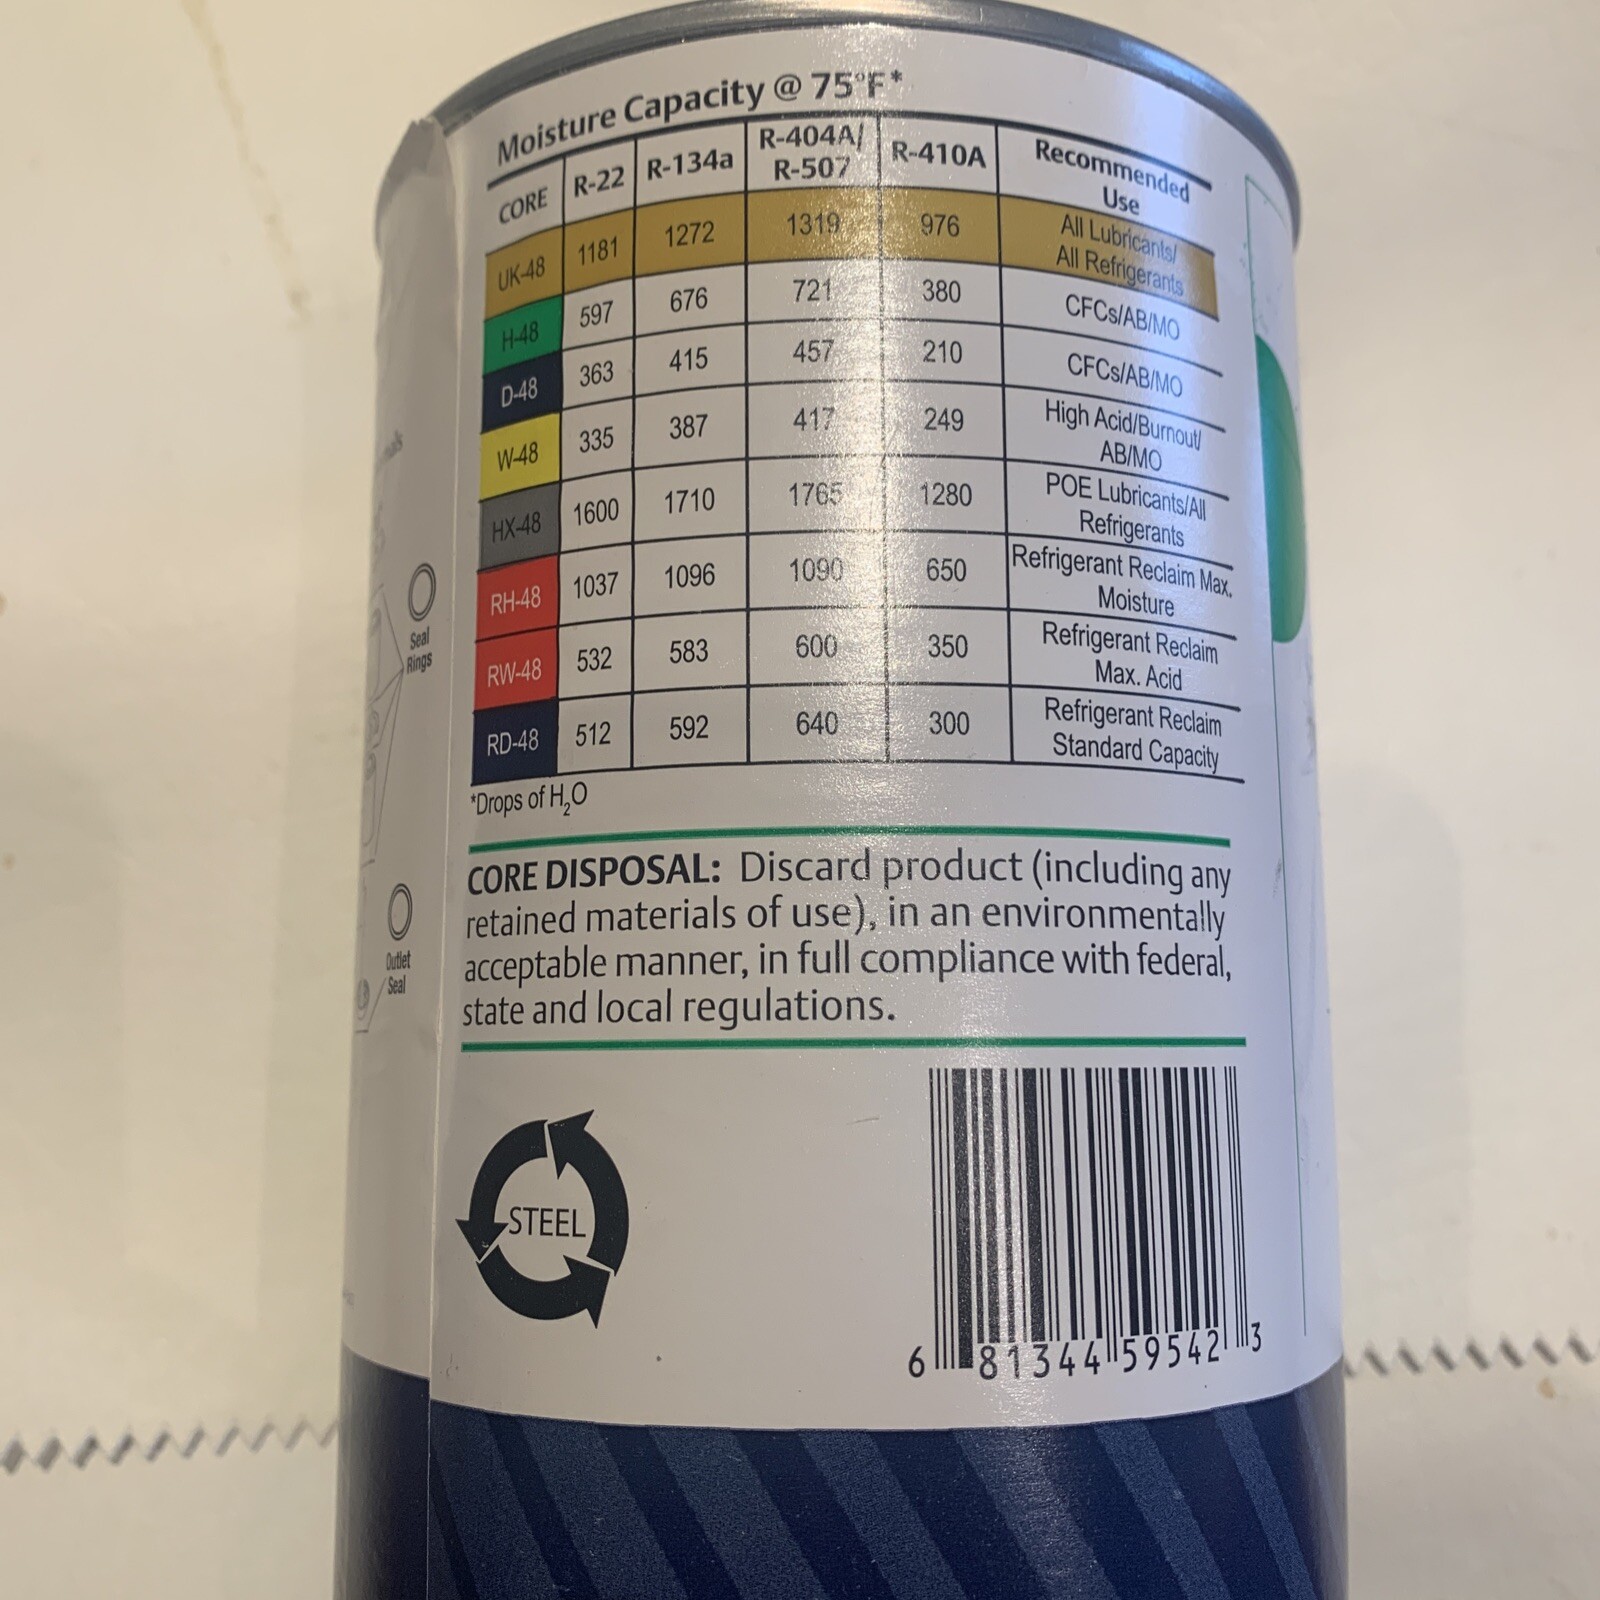 Moisture Capacity @ 75°F*
CORE R-22 R-134a R-404A/ R-507 R-410A Recommended Use
UK-48 1181 1272 1319 976 All Lubricants/ All Refrigerants
H-48 597 676 721 380 CFCs/AB/MO
D-48 363 415 457 210 CFCs/AB/MO
W-48 335 387 417 249 High Acid/Burnout/ AB/MO
HX-48 1600 1710 1765 1280 POE Lubricants/All Refrigerants
RH-48 1037 1096 1090 650 Refrigerant Reclaim Max. Moisture
RW-48 532 583 600 350 Refrigerant Reclaim Max. Acid
RD-48 512 592 640 300 Refrigerant Reclaim Standard Capacity
*Drops of H₂O
CORE DISPOSAL: Discard product (including any
retained materials of use), in an environmentally
acceptable manner, in full compliance with federal,
state and local regulations.
STEEL
6 81344 59542 3
Seal
Rings
Outlet
Seal